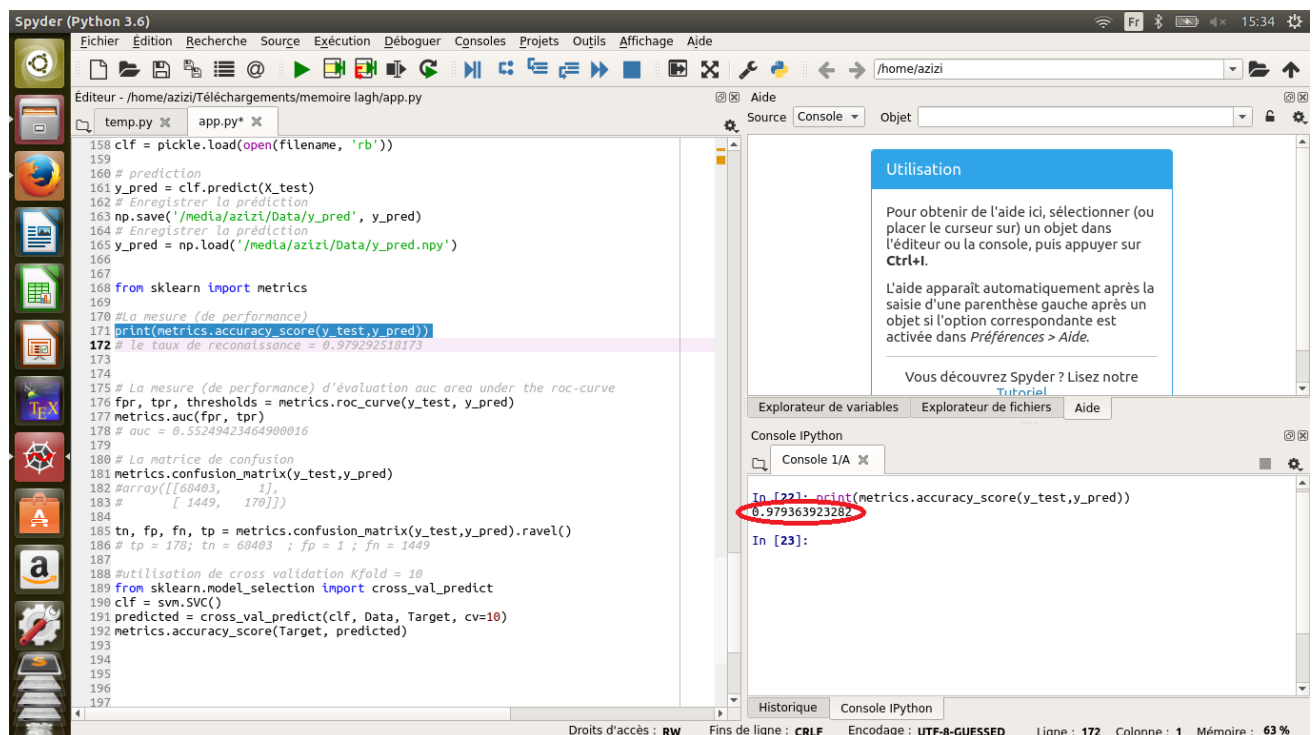 Spyder (Python 3.6)
Fr
15:34
Fichier Édition Recherche Source Exécution Déboguer Consoles Projets Outils Affichage Aide
@
/home/azizi
Éditeur - /home/azizi/Téléchargements/memoire lagh/app.py
temp.py
app.py*
158 clf = pickle.load(open(filename, 'rb'))
159
160 # prediction
161 y_pred = clf.predict(X_test)
162 # Enregistrer la prédiction
163 np.save('/media/azizi/Data/y_pred', y_pred)
164 # Enregistrer la prédiction
165 y_pred = np.load('/media/azizi/Data/y_pred.npy')
166
167
168 from sklearn import metrics
169
170 #La mesure (de performance)
171 print(metrics.accuracy_score(y_test,y_pred))
172 # le taux de reconaissance = 0.979292518173
173
174
175 # La mesure (de performance) d'évaluation auc area under the roc-curve
176 fpr, tpr, thresholds = metrics.roc_curve(y_test, y_pred)
177 metrics.auc(fpr, tpr)
178 # auc = 0.55249423464900016
179
180 # La matrice de confusion
181 metrics.confusion_matrix(y_test,y_pred)
182 #array([[68403, 1],
183 # [ 1449, 170]])
184
185 tn, fp, fn, tp = metrics.confusion_matrix(y_test,y_pred).ravel()
186 # tp = 178; tn = 68403 ; fp = 1 ; fn = 1449
187
188 #utilisation de cross validation Kfold = 10
189 from sklearn.model_selection import cross_val_predict
190 clf = svm.SVC()
191 predicted = cross_val_predict(clf, Data, Target, cv=10)
192 metrics.accuracy_score(Target, predicted)
193
194
195
196
197
Aide
Source Console Objet
Utilisation
Pour obtenir de l'aide ici, sélectionner (ou
placer le curseur sur) un objet dans
l'éditeur ou la console, puis appuyer sur
Ctrl+I.
L'aide apparaît automatiquement après la
saisie d'une parenthèse gauche après un
objet si l'option correspondante est
activée dans Préférences > Aide.
Vous découvrez Spyder ? Lisez notre
Tutoriel
Explorateur de variables Explorateur de fichiers Aide
Console IPython
Console 1/A
In [22]: print(metrics.accuracy_score(y_test,y_pred))
0.979363923282
In [23]:
Historique Console IPython
Droits d'accès : RW Fins de ligne : CRLF Encodage : UTF-8-GUESSED Ligne : 172 Colonne : 1 Mémoire : 63 %
TEX
A
a
S